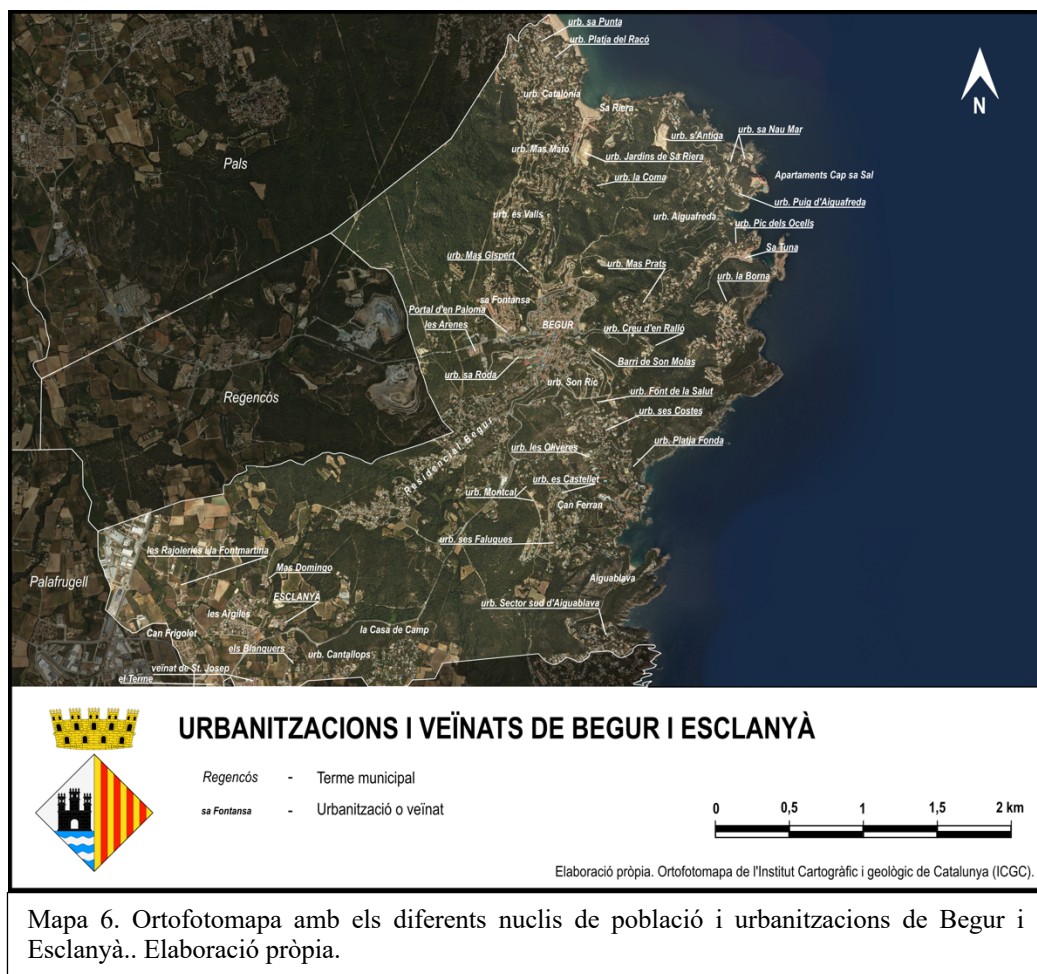 urb. sa Punta
urb. Platja del Racó
urb. Catalonia
Sa Riera
N
urb. s'Antiga
urb. sa Nau Mar
urb. Mas Mató
Pals
urb. Jardins de Sa Riera
Apartaments Cap sa Sal
urb. la Coma
urb. Puig d'Aiguafreda
urb. es Valls
urb. Aiguafreda
urb. Pic dels Ocells
Sa Tuna
urb. Mas Gispert
urb. Mas Prats
urb. la Borna
sa Fontansa
Portal d'en Paloma
les Arenes
BEGUR
urb. Creu d'en Ralló
Barri de Son Molas
urb. sa Roda
urb. Son Ric
urb. Font de la Salut
Regencós
urb. ses Costes
Residencial Begur
urb. les Oliveres
urb. Platja Fonda
urb. es Castellet
urb. Montcal
Can Ferran
urb. ses Falugues
les Rajoleries i la Fontmartina
Mas Domingo
Aiguablava
Palafrugell
ESCLANYÀ
urb. Sector sud d'Aiguablava
les Argiles
la Casa de Camp
Can Frigolet
els Blanquers
urb. Cantallops
veïnat de St. Josep
el Terme
URBANITZACIONS I VEÏNATS DE BEGUR I ESCLANYÀ
Regencós - Terme municipal
sa Fontansa - Urbanització o veïnat
0 0,5 1 1,5 2 km
Elaboració pròpia. Ortofotomapa de l'Institut Cartogràfic i geològic de Catalunya (ICGC).
Mapa 6. Ortofotomapa amb els diferents nuclis de població i urbanitzacions de Begur i
Esclanyà.. Elaboració pròpia.